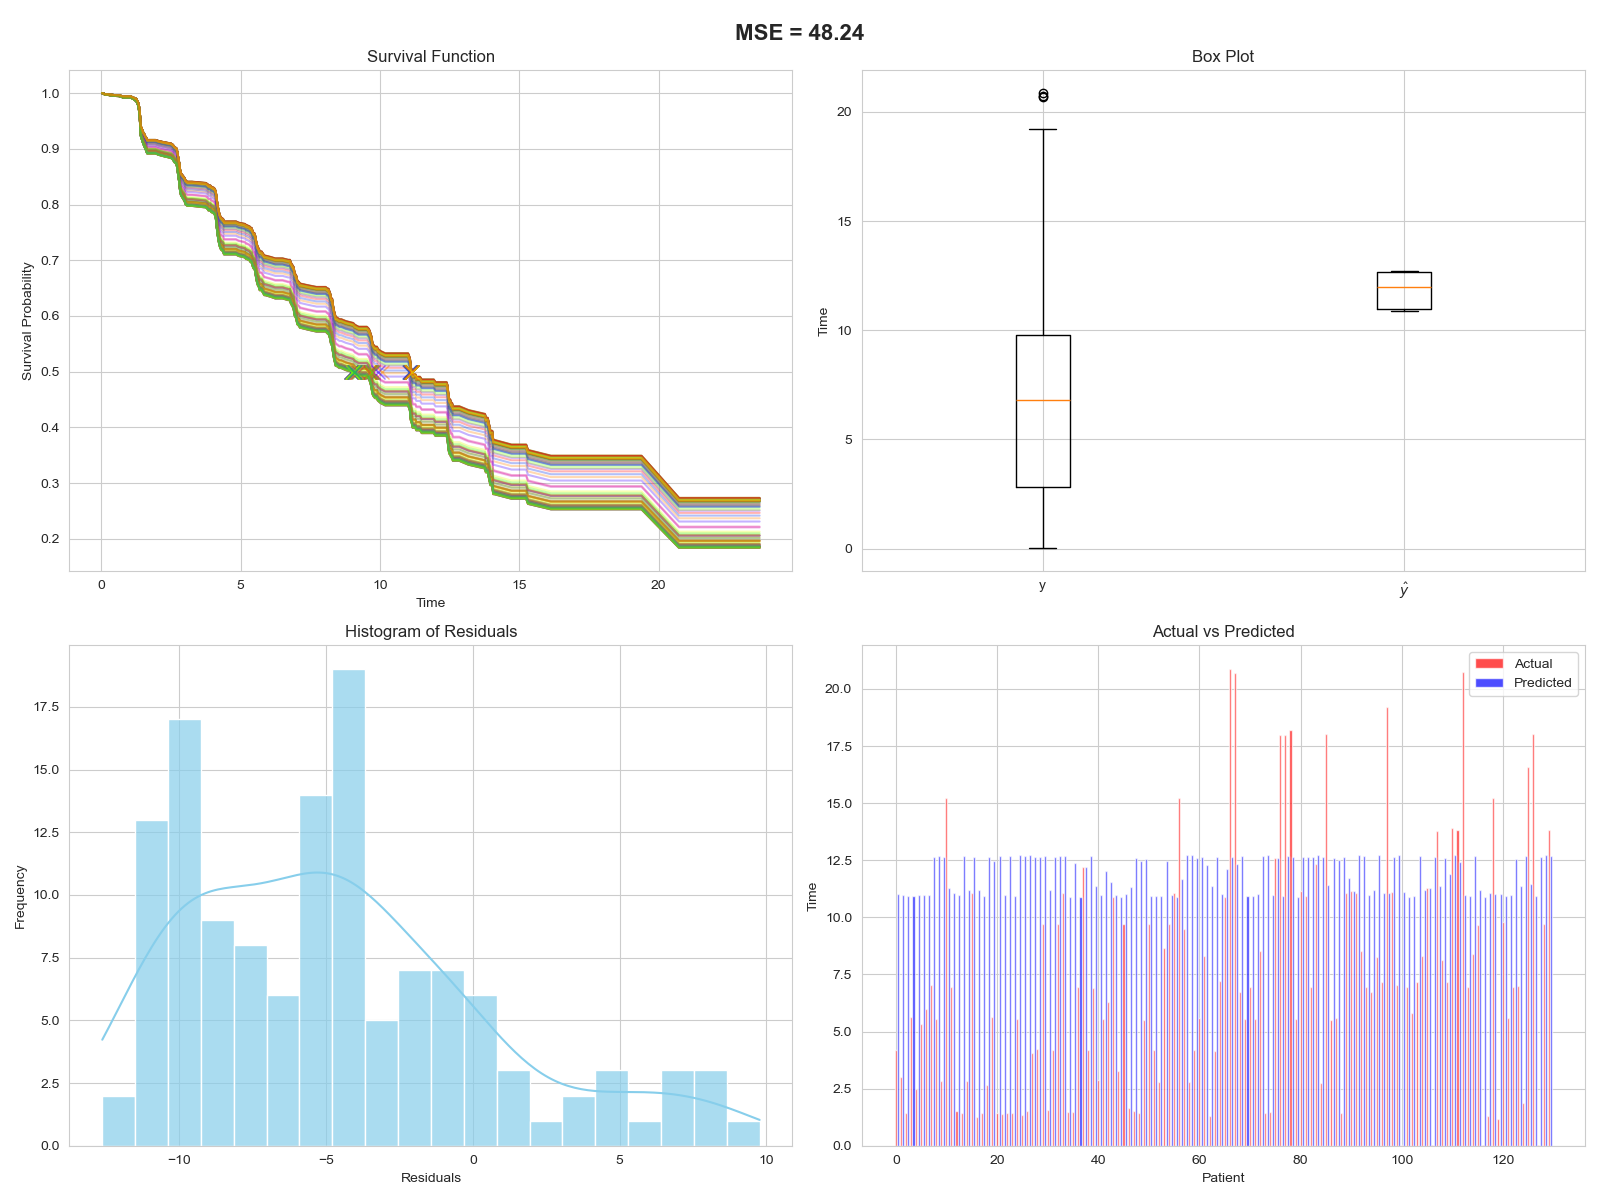 MSE = 48.24
Survival Function
1.0
0.9
0.8
0.7
0.6
0.5
0.4
0.3
0.2
Survival Probability
0 5 10 15 20
Time
Box Plot
20
15
10
5
0
Time
y ŷ
Histogram of Residuals
17.5
15.0
12.5
10.0
7.5
5.0
2.5
0.0
Frequency
−10 −5 0 5 10
Residuals
Actual vs Predicted
Actual
Predicted
20.0
17.5
15.0
12.5
10.0
7.5
5.0
2.5
0.0
Time
0 20 40 60 80 100 120
Patient